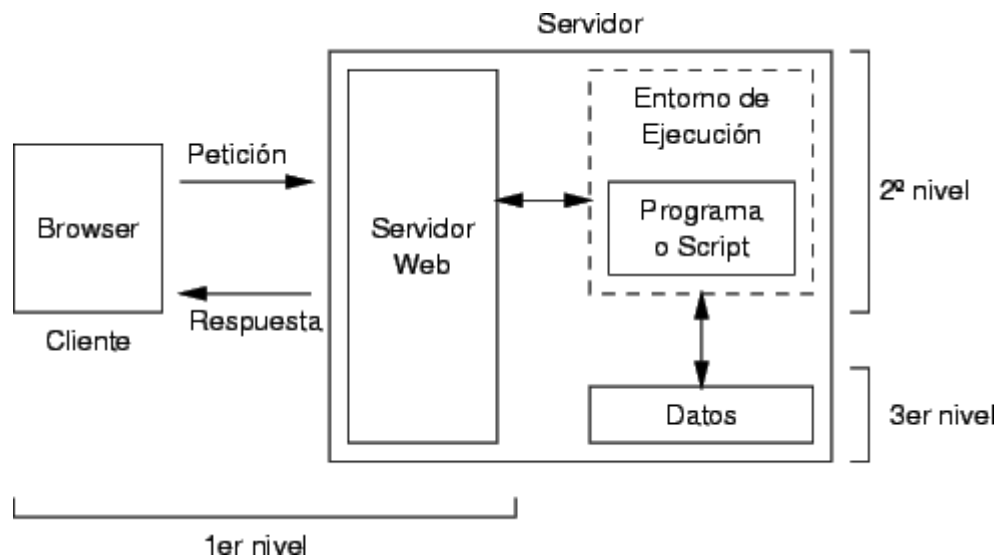 Servidor
Entorno de
Ejecución
Petición
2º nivel
Browser
Servidor
Web
Programa
o Script
Respuesta
Cliente
Datos
3er nivel
1er nivel